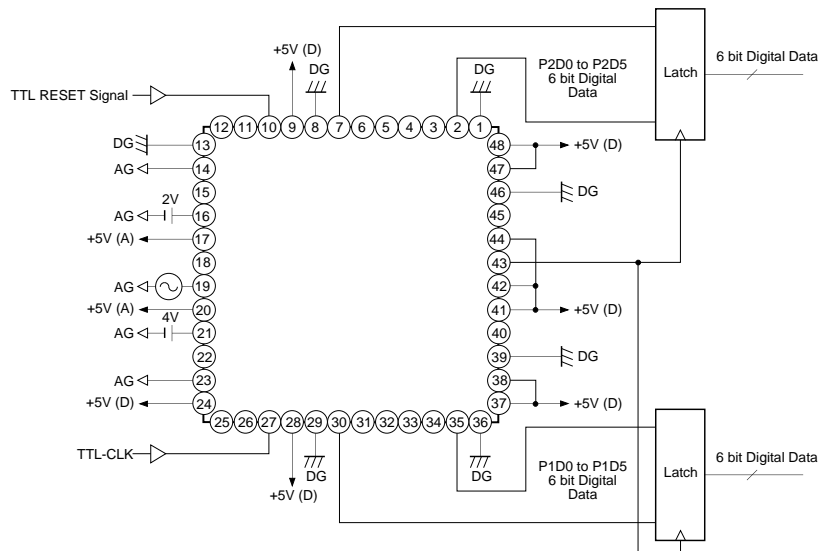 +5V (D)
DG
P2D0 to P2D5
6 bit Digital
Data
DG
Latch
6 bit Digital Data
TTL RESET Signal
12 11 10 9 8 7 6 5 4 3 2 1
DG 13 48 +5V (D)
AG 14 47
15 46 DG
2V
AG 16 45
+5V (A) 17 44
18 43
AG 19 42
+5V (A) 20 41 +5V (D)
4V
AG 21 40
22 39 DG
AG 23 38
+5V (D) 24 37 +5V (D)
25 26 27 28 29 30 31 32 33 34 35 36
TTL-CLK
DG
+5V (D)
DG
P1D0 to P1D5
6 bit Digital
Data
Latch
6 bit Digital Data